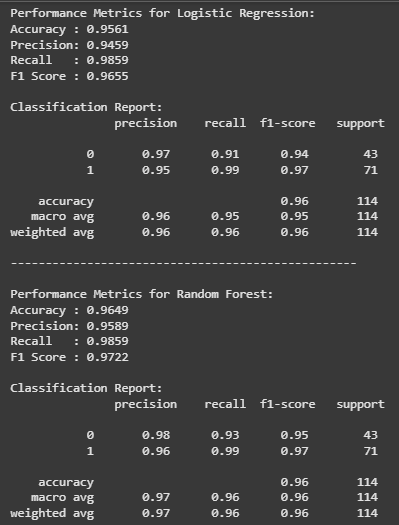 Performance Metrics for Logistic Regression:
Accuracy : 0.9561
Precision: 0.9459
Recall   : 0.9859
F1 Score : 0.9655
Classification Report:
              precision    recall  f1-score   support
           0       0.97      0.91      0.94        43
           1       0.95      0.99      0.97        71
    accuracy                           0.96       114
   macro avg       0.96      0.95      0.95       114
weighted avg       0.96      0.96      0.96       114
--------------------------------------------------
Performance Metrics for Random Forest:
Accuracy : 0.9649
Precision: 0.9589
Recall   : 0.9859
F1 Score : 0.9722
Classification Report:
              precision    recall  f1-score   support
           0       0.98      0.93      0.95        43
           1       0.96      0.99      0.97        71
    accuracy                           0.96       114
   macro avg       0.97      0.96      0.96       114
weighted avg       0.97      0.96      0.96       114